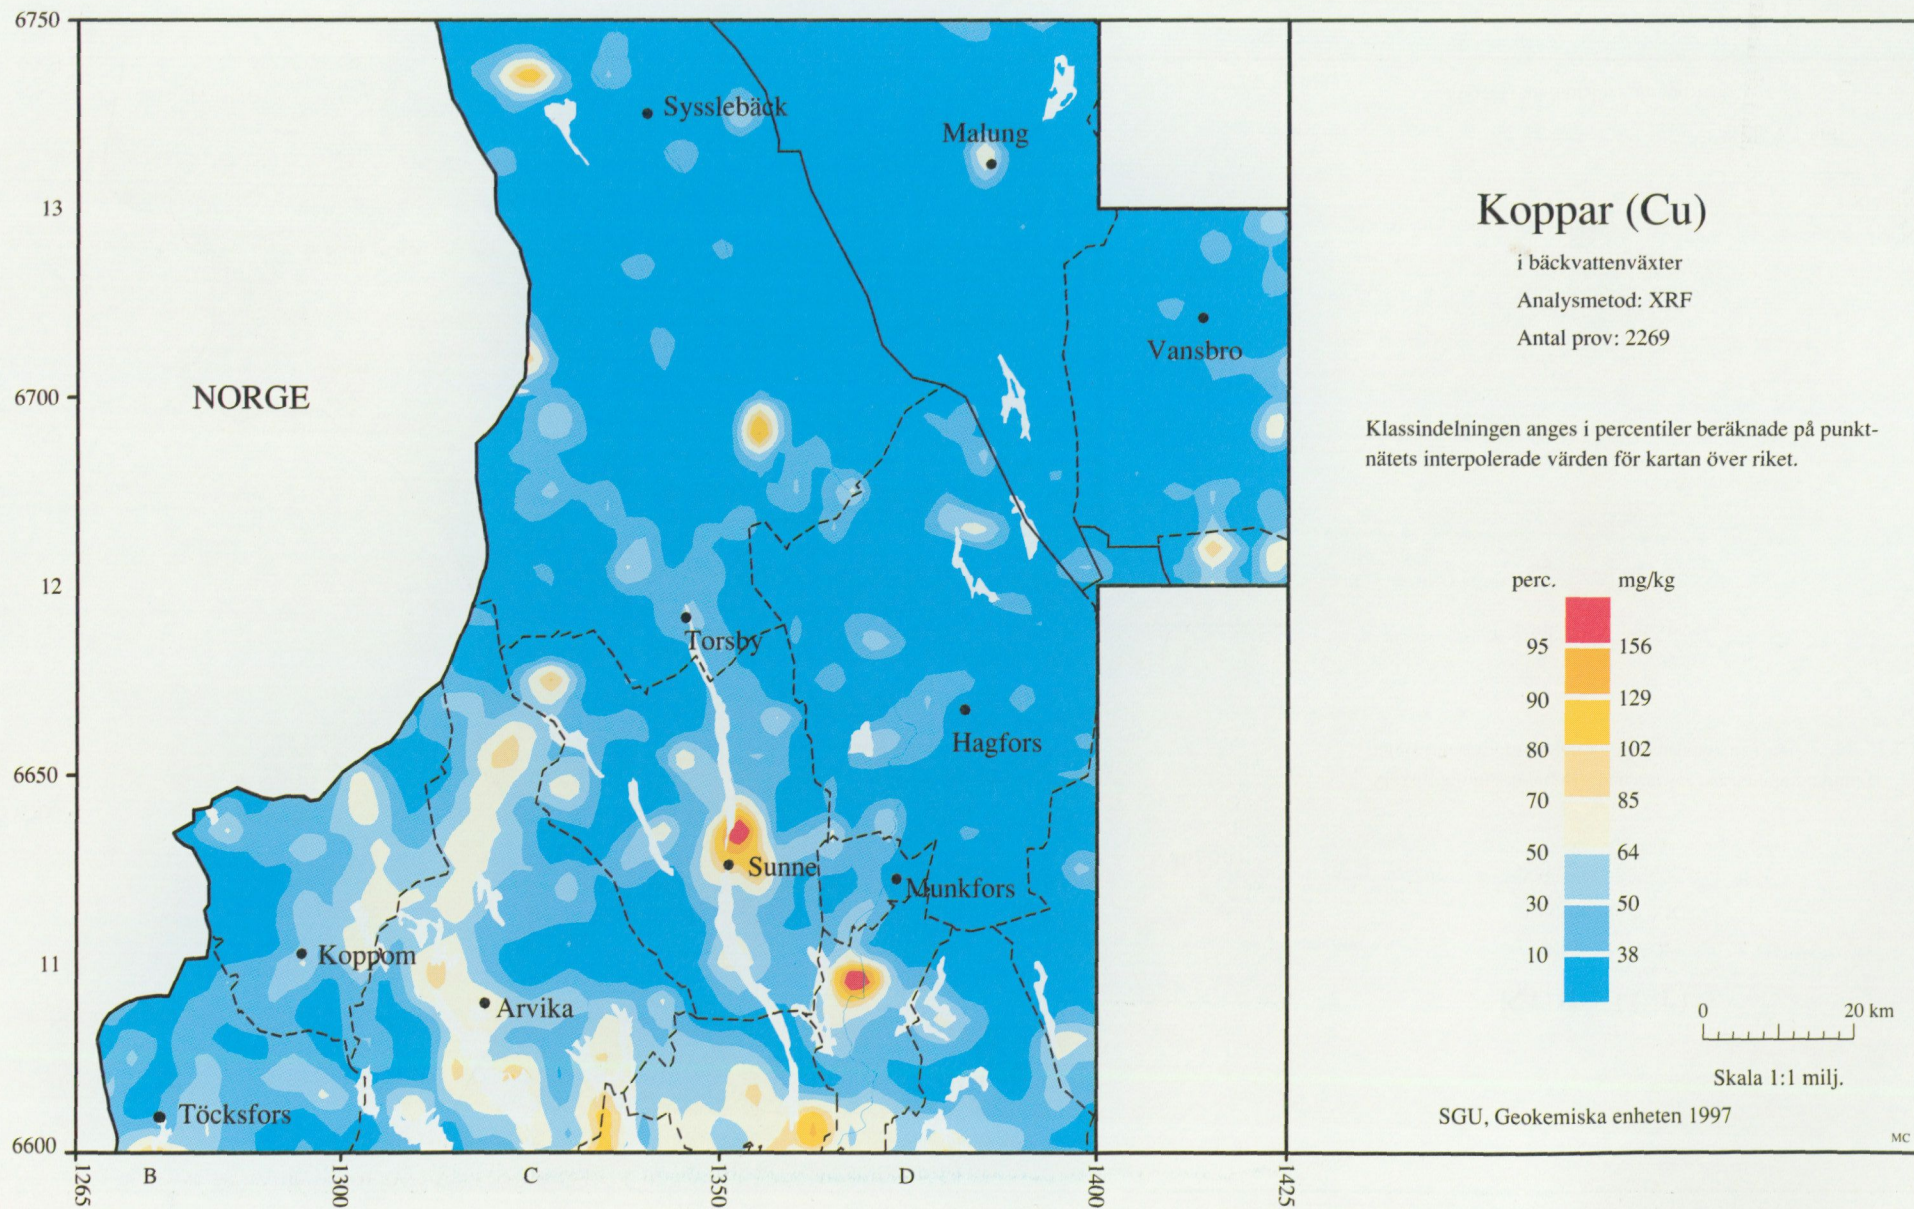 6750
13
6700
12
6650
11
6600
1265
B
1300
C
1350
D
1400
1425
NORGE
Sysslebäck
Malung
Vansbro
Torsby
Hagfors
Sunne
Munkfors
Koppom
Arvika
Töcksfors
Koppar (Cu)
i bäckvattenväxter
Analysmetod: XRF
Antal prov: 2269
Klassindelningen anges i percentiler beräknade på punkt-
nätets interpolerade värden för kartan över riket.
perc. mg/kg
95 156
90 129
80 102
70 85
50 64
30 50
10 38
0 20 km
Skala 1:1 milj.
SGU, Geokemiska enheten 1997
MC